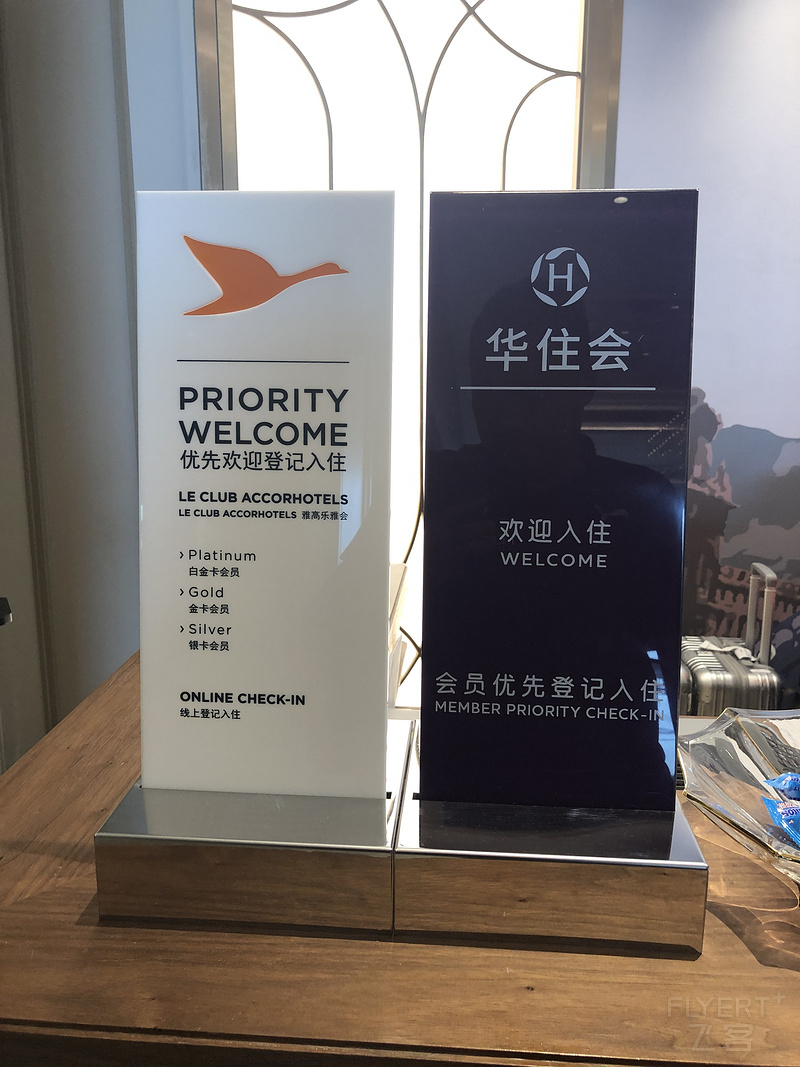 PRIORITY
WELCOME
优先欢迎登记入住
LE CLUB ACCORHOTELS
LE CLUB ACCORHOTELS 雅高乐雅会
› Platinum
白金卡会员
› Gold
金卡会员
› Silver
银卡会员
ONLINE CHECK-IN
线上登记入住
H
华住会
欢迎入住
WELCOME
会员优先登记入住
MEMBER PRIORITY CHECK-IN
FLYERT+
飞客